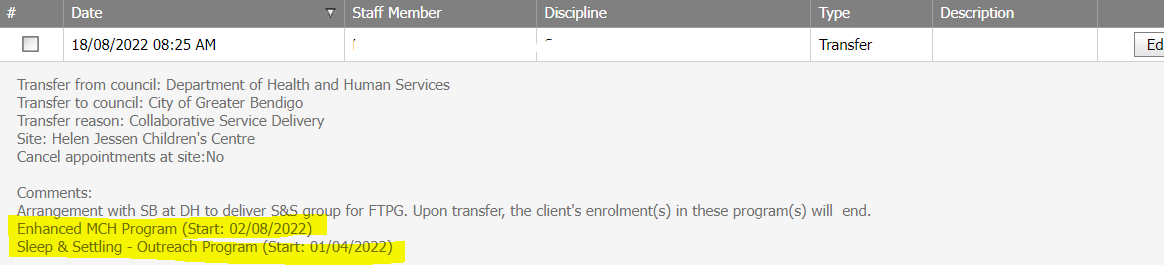 # Date Staff Member Discipline Type Description
18/08/2022 08:25 AM Transfer
Transfer from council: Department of Health and Human Services
Transfer to council: City of Greater Bendigo
Transfer reason: Collaborative Service Delivery
Site: Helen Jessen Children's Centre
Cancel appointments at site:No
Comments:
Arrangement with SB at DH to deliver S&S group for FTPG. Upon transfer, the client's enrolment(s) in these program(s) will  end.
Enhanced MCH Program (Start: 02/08/2022)
Sleep & Settling - Outreach Program (Start: 01/04/2022)